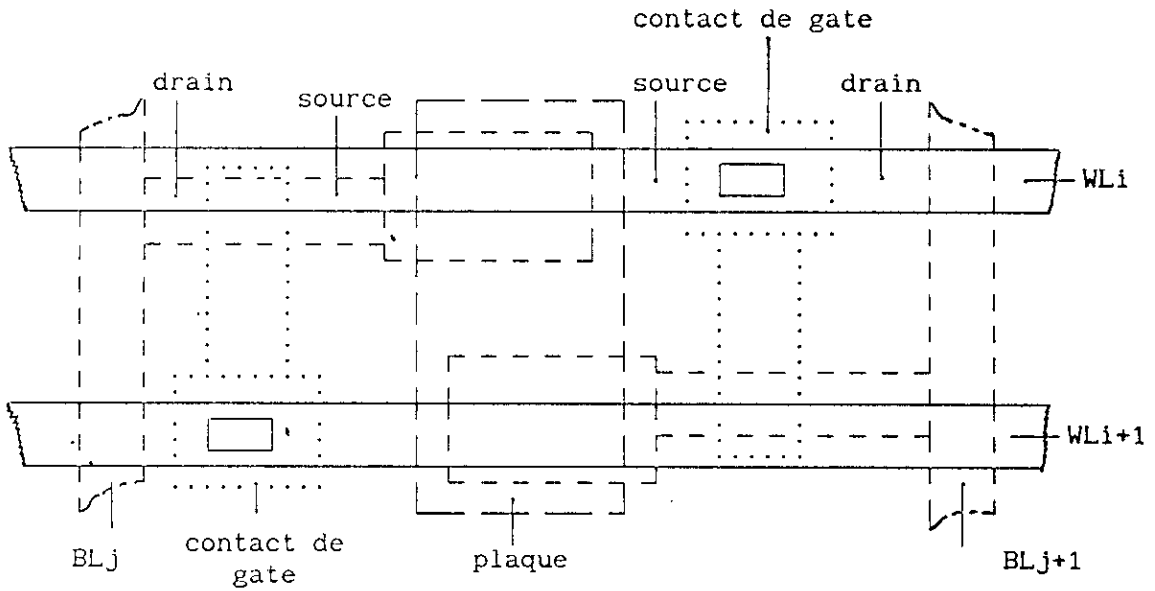 contact de gate
drain
source
source
drain
WLi
WLi+1
BLj
contact de
gate
plaque
BLj+1